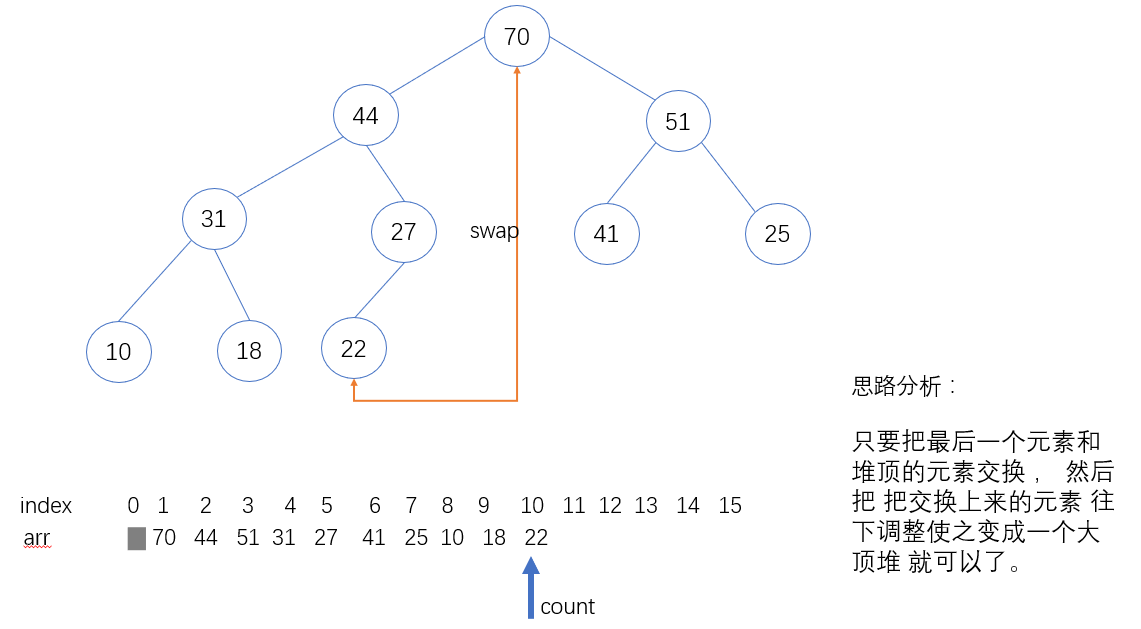 70
44
51
31
27
swap
41
25
10
18
22
思路分析：
只要把最后一个元素和
堆顶的元素交换， 然后
把 把交换上来的元素 往
下调整使之变成一个大
顶堆 就可以了。
index 0 1 2 3 4 5 6 7 8 9 10 11 12 13 14 15
arr 70 44 51 31 27 41 25 10 18 22
count